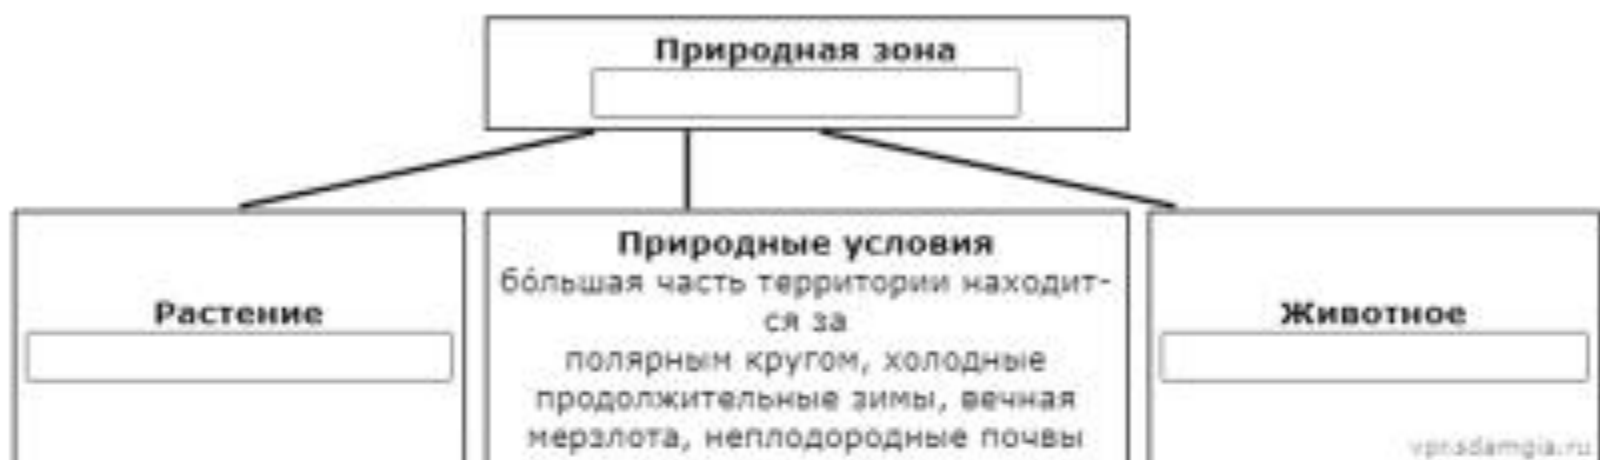 Природная зона
Растение
Природные условия
бо́льшая часть территории находит-
ся за
полярным кругом, холодные
продолжительные зимы, вечная
мерзлота, неплодородные почвы
Животное
vpr.sdamgia.ru